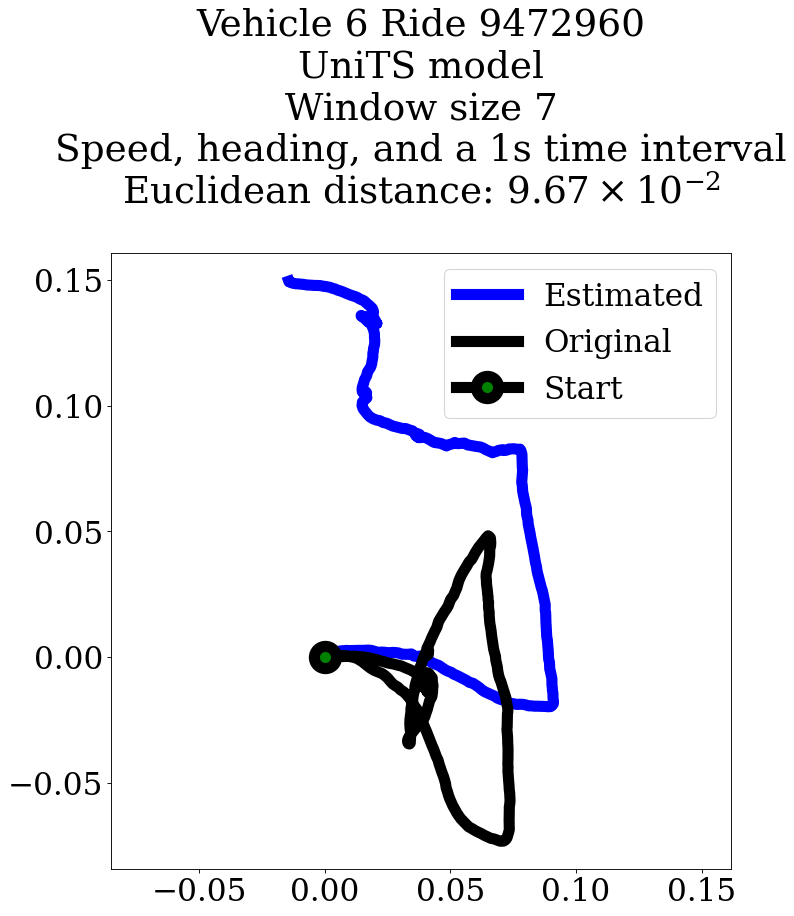 Vehicle 6 Ride 9472960
UniTS model
Window size 7
Speed, heading, and a 1s time interval
Euclidean distance: 9.67 × 10⁻²
0.15
0.10
0.05
0.00
−0.05
Estimated
Original
Start
−0.05 0.00 0.05 0.10 0.15